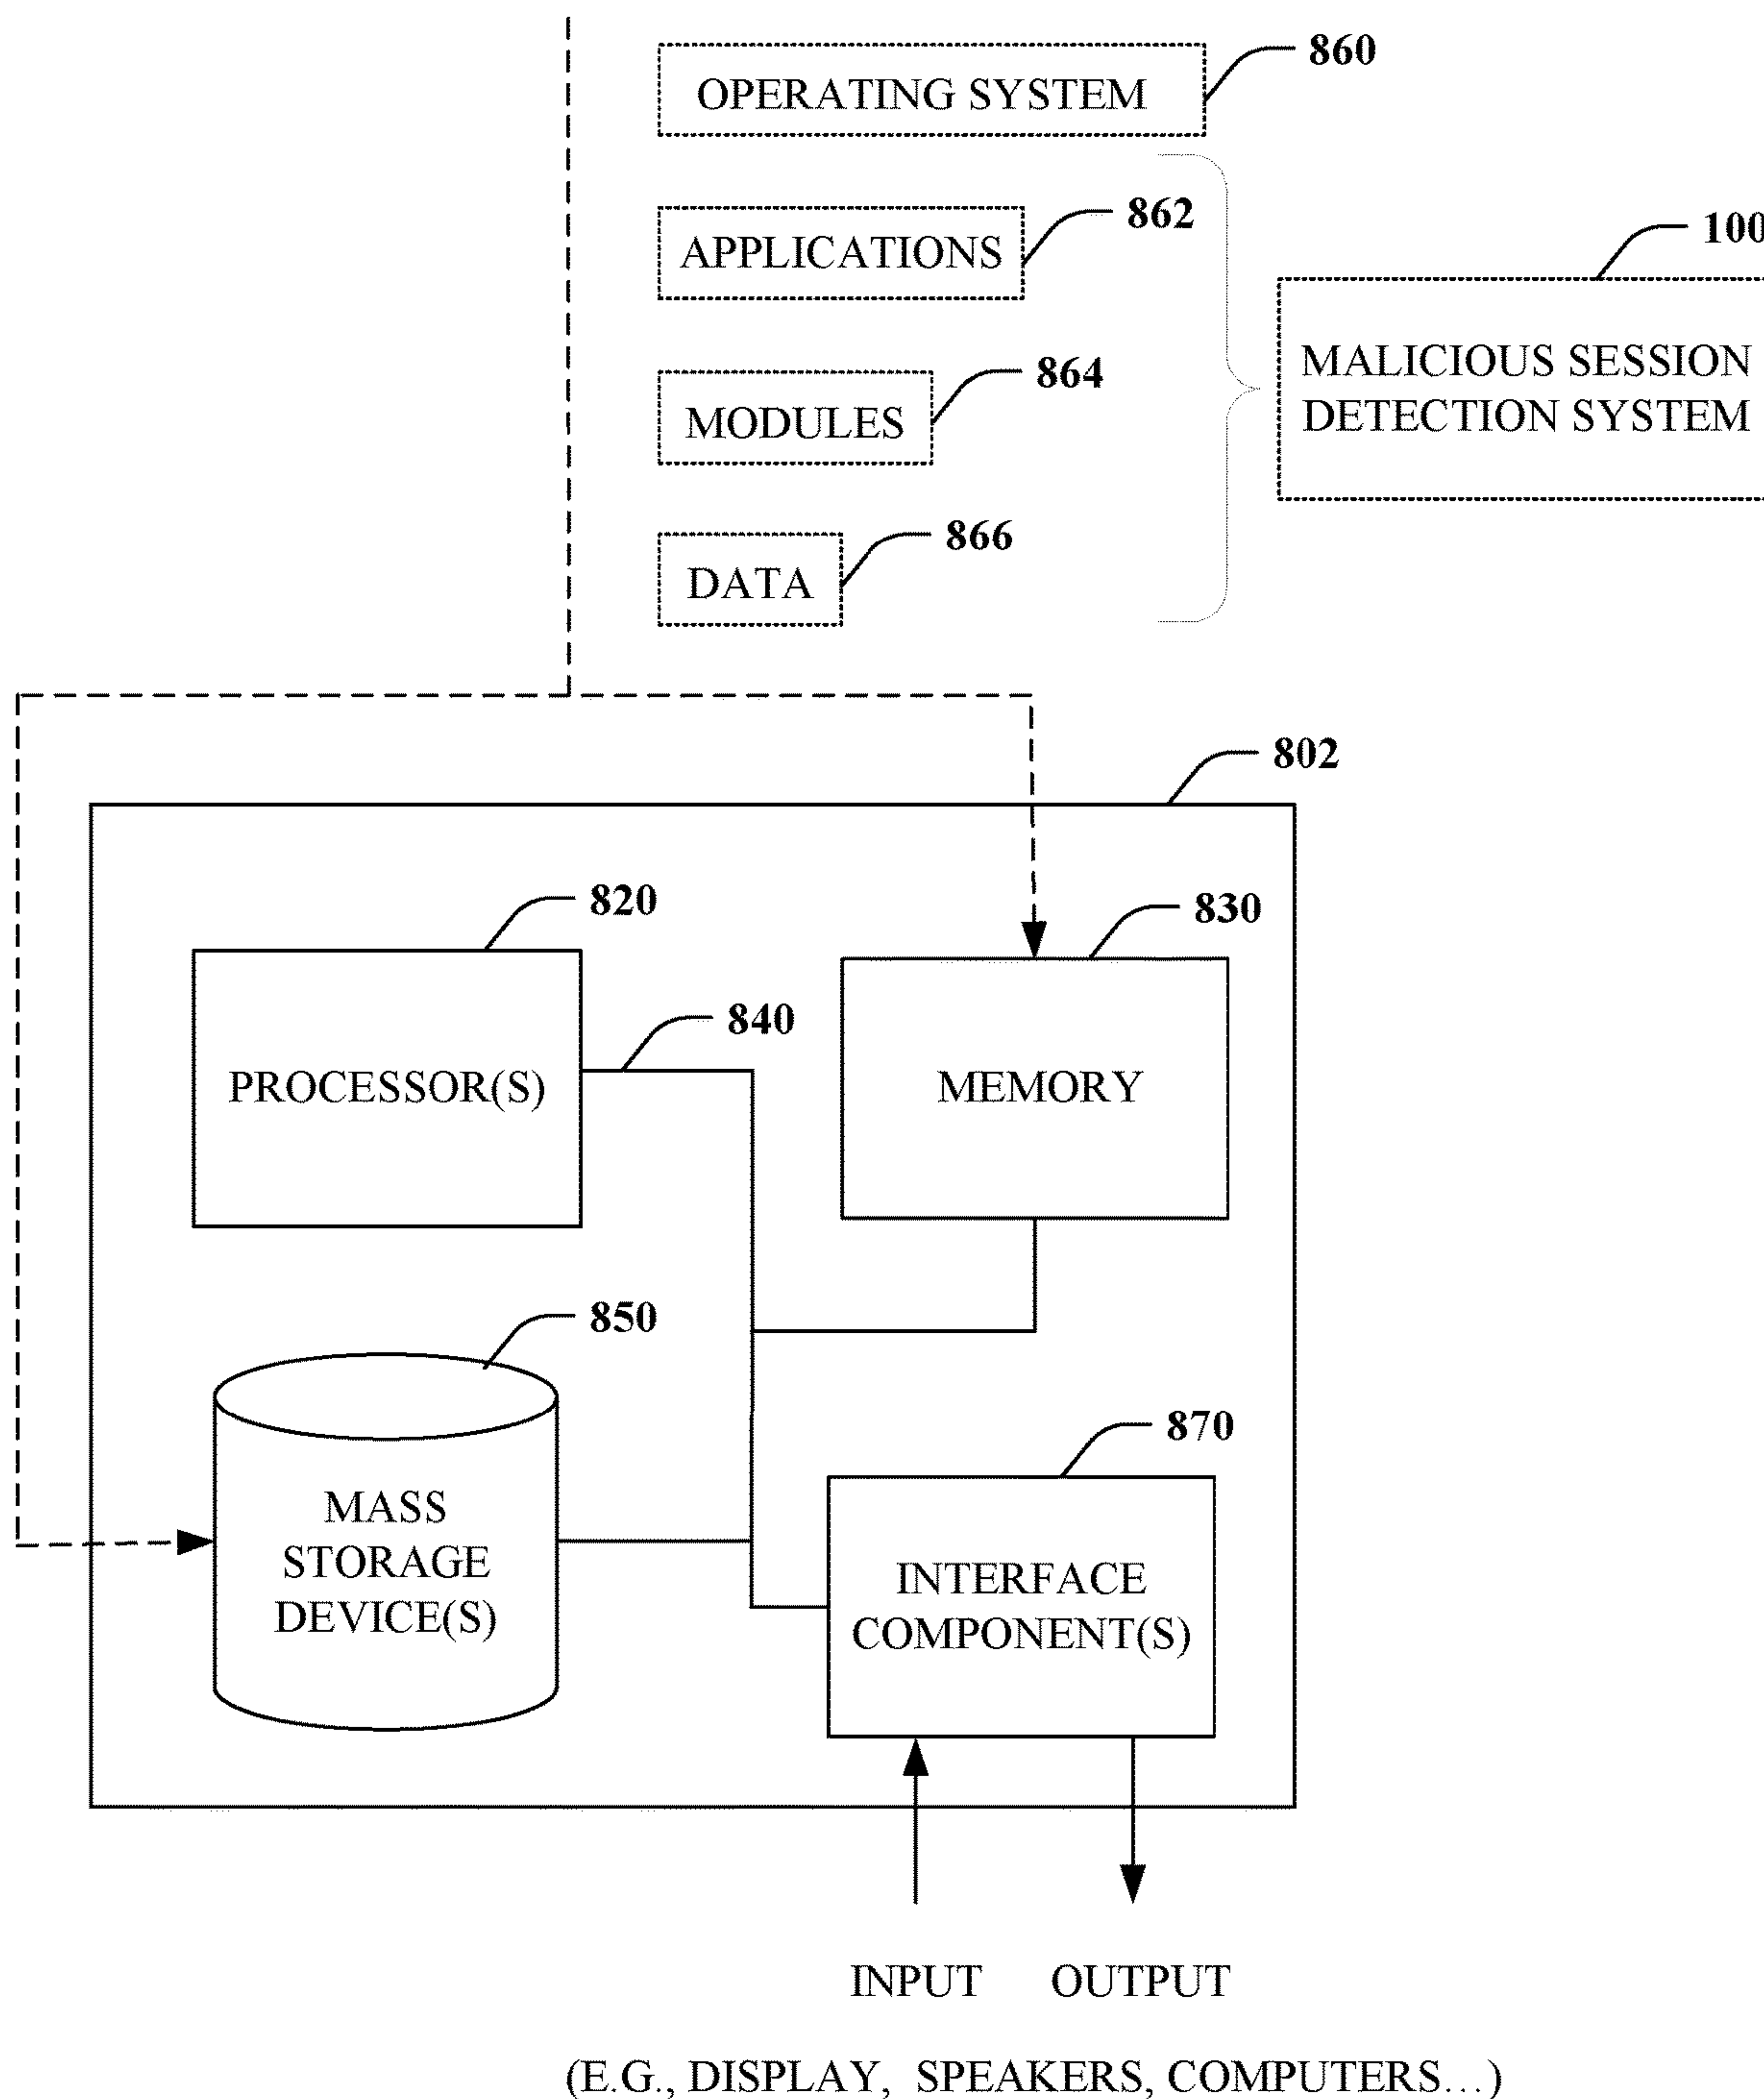 860
OPERATING SYSTEM
862
APPLICATIONS
100
MALICIOUS SESSION
DETECTION SYSTEM
864
MODULES
866
DATA
802
820
PROCESSOR(S)
830
MEMORY
840
850
MASS
STORAGE
DEVICE(S)
870
INTERFACE
COMPONENT(S)
INPUT OUTPUT
(E.G., DISPLAY, SPEAKERS, COMPUTERS…)